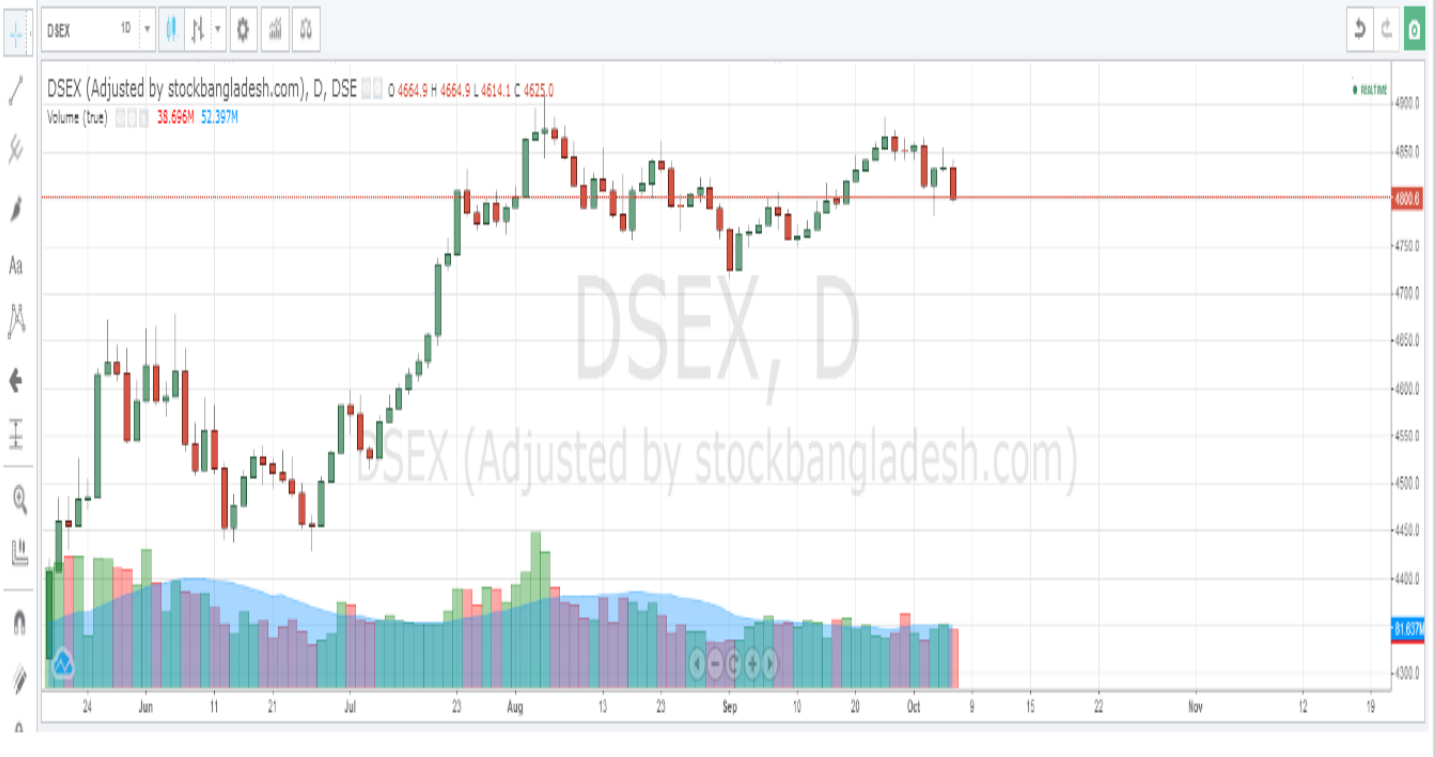 DSEX 1D
DSEX (Adjusted by stockbangladesh.com), D, DSE O 4664.9 H 4664.9 L 4614.1 C 4625.0
REALTIME
Volume (true) 38.696M 52.397M
Aa
4900.0
4850.0
4800.6
4750.0
4700.0
4650.0
4600.0
4550.0
4500.0
4450.0
4400.0
81.637M
4300.0
DSEX, D
DSEX (Adjusted by stockbangladesh.com)
24 Jun 11 21 Jul 23 Aug 13 23 Sep 10 20 Oct 9 15 22 Nov 12 19